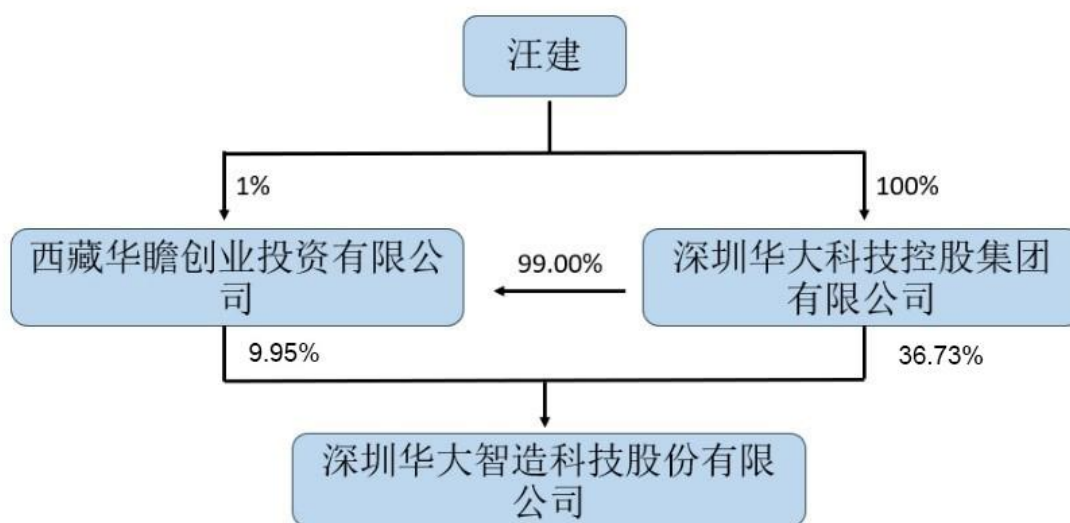 汪建
1%
100%
西藏华瞻创业投资有限公
司
99.00%
深圳华大科技控股集团
有限公司
9.95%
36.73%
深圳华大智造科技股份有限
公司